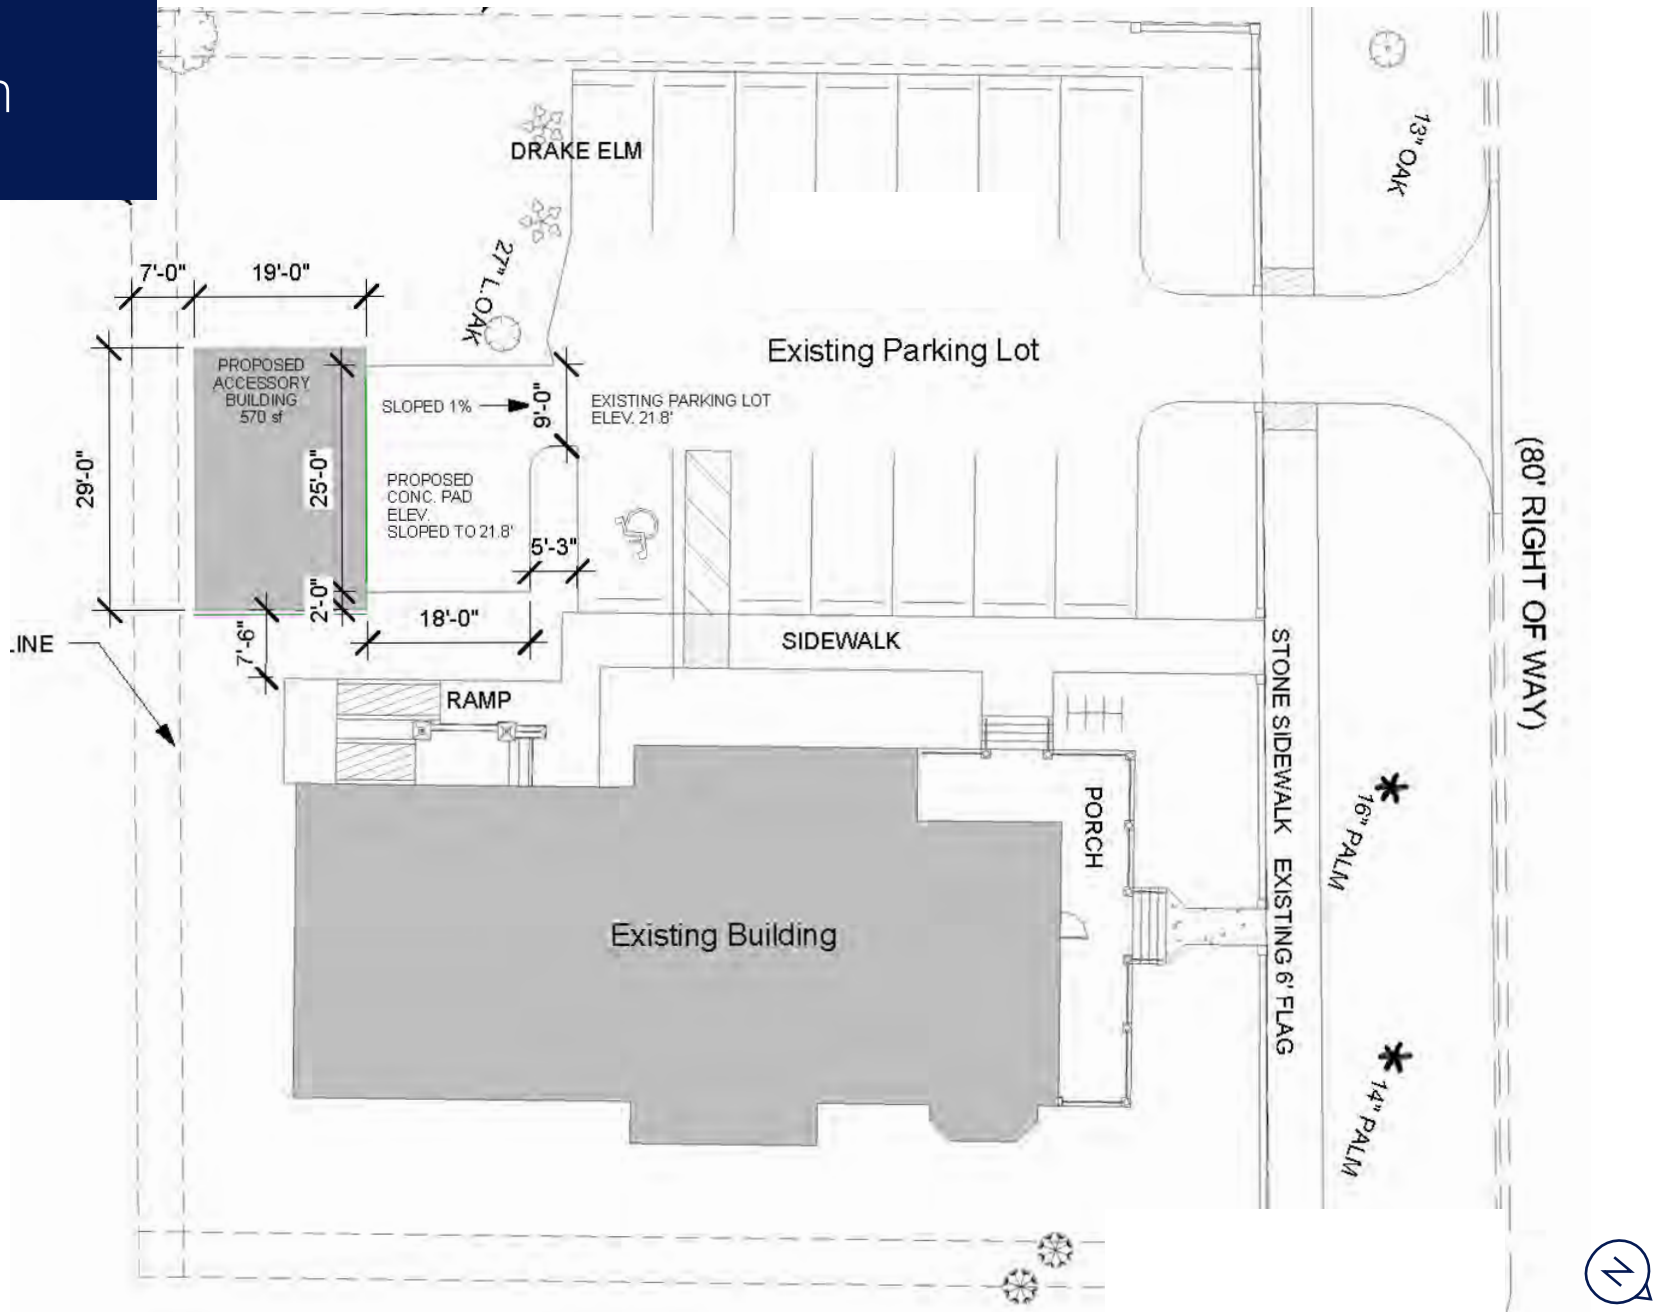 DRAKE ELM
13" OAK
27" L.OAK
7'-0"
19'-0"
Existing Parking Lot
PROPOSED
ACCESSORY
BUILDING
570 sf
SLOPED 1%
9'-0"
EXISTING PARKING LOT
ELEV. 21.8'
29'-0"
25'-0"
PROPOSED
CONC. PAD
ELEV.
SLOPED TO 21.8'
5'-3"
(80' RIGHT OF WAY)
2'-0"
18'-0"
7'-6"
SIDEWALK
RAMP
STONE SIDEWALK EXISTING 6' FLAG
PORCH
16" PALM
Existing Building
14" PALM
N